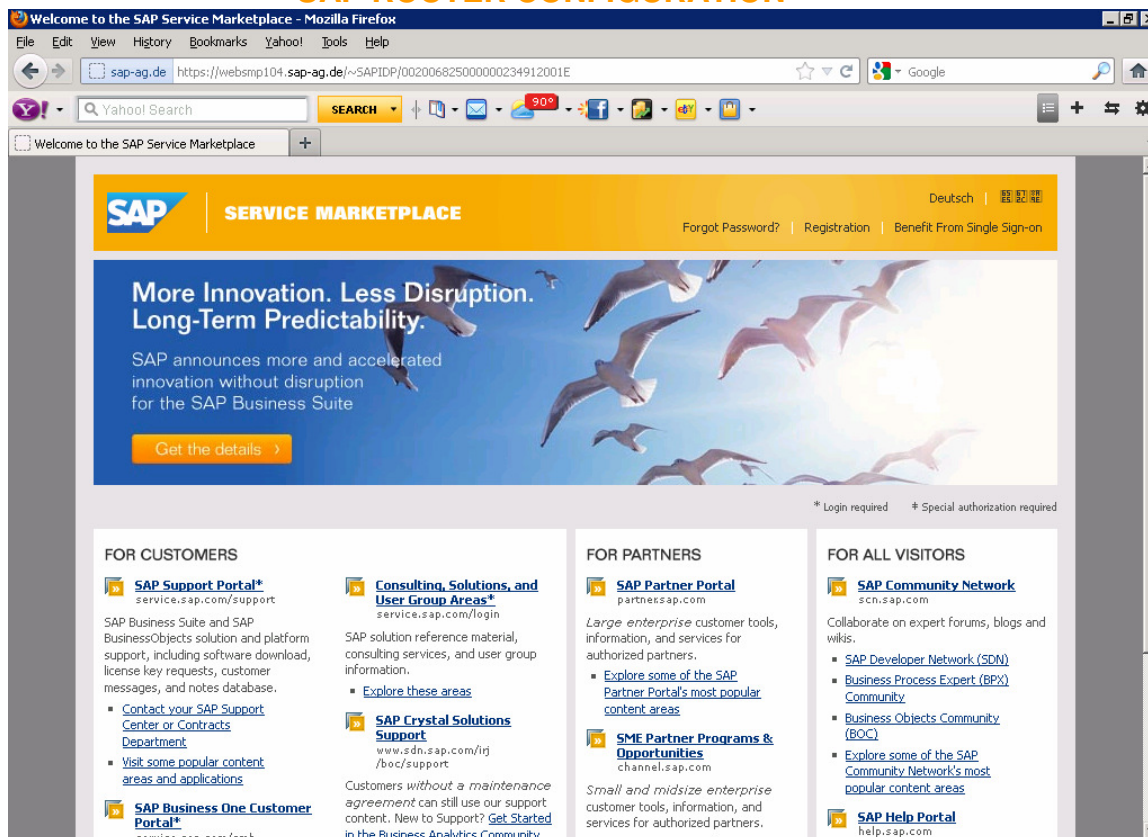 SAP ROUTER CONFIGURATION
Welcome to the SAP Service Marketplace - Mozilla Firefox
File Edit View History Bookmarks Yahoo! Tools Help
sap-ag.de https://websmp104.sap-ag.de/~SAPIDP/002006825000000234912001E
Google
Yahoo! Search
SEARCH
90°
Welcome to the SAP Service Marketplace
SAP SERVICE MARKETPLACE
Deutsch
Forgot Password? | Registration | Benefit From Single Sign-on
More Innovation. Less Disruption.
Long-Term Predictability.
SAP announces more and accelerated
innovation without disruption
for the SAP Business Suite
Get the details
* Login required ǂ Special authorization required
FOR CUSTOMERS
SAP Support Portal*
service.sap.com/support
SAP Business Suite and SAP
BusinessObjects solution and platform
support, including software download,
license key requests, customer
messages, and notes database.
Contact your SAP Support
Center or Contracts
Department
Visit some popular content
areas and applications
SAP Business One Customer
Portal*
Consulting, Solutions, and
User Group Areas*
service.sap.com/login
SAP solution reference material,
consulting services, and user group
information.
Explore these areas
SAP Crystal Solutions
Support
www.sdn.sap.com/irj
/boc/support
Customers without a maintenance
agreement can still use our support
content. New to Support? Get Started
in the Business Analytics Community
FOR PARTNERS
SAP Partner Portal
partner.sap.com
Large enterprise customer tools,
information, and services for
authorized partners.
Explore some of the SAP
Partner Portal's most popular
content areas
SME Partner Programs &
Opportunities
channel.sap.com
Small and midsize enterprise
customer tools, information, and
services for authorized partners.
FOR ALL VISITORS
SAP Community Network
scn.sap.com
Collaborate on expert forums, blogs and
wikis.
SAP Developer Network (SDN)
Business Process Expert (BPX)
Community
Business Objects Community
(BOC)
Explore some of the SAP
Community Network's most
popular content areas
SAP Help Portal
help.sap.com